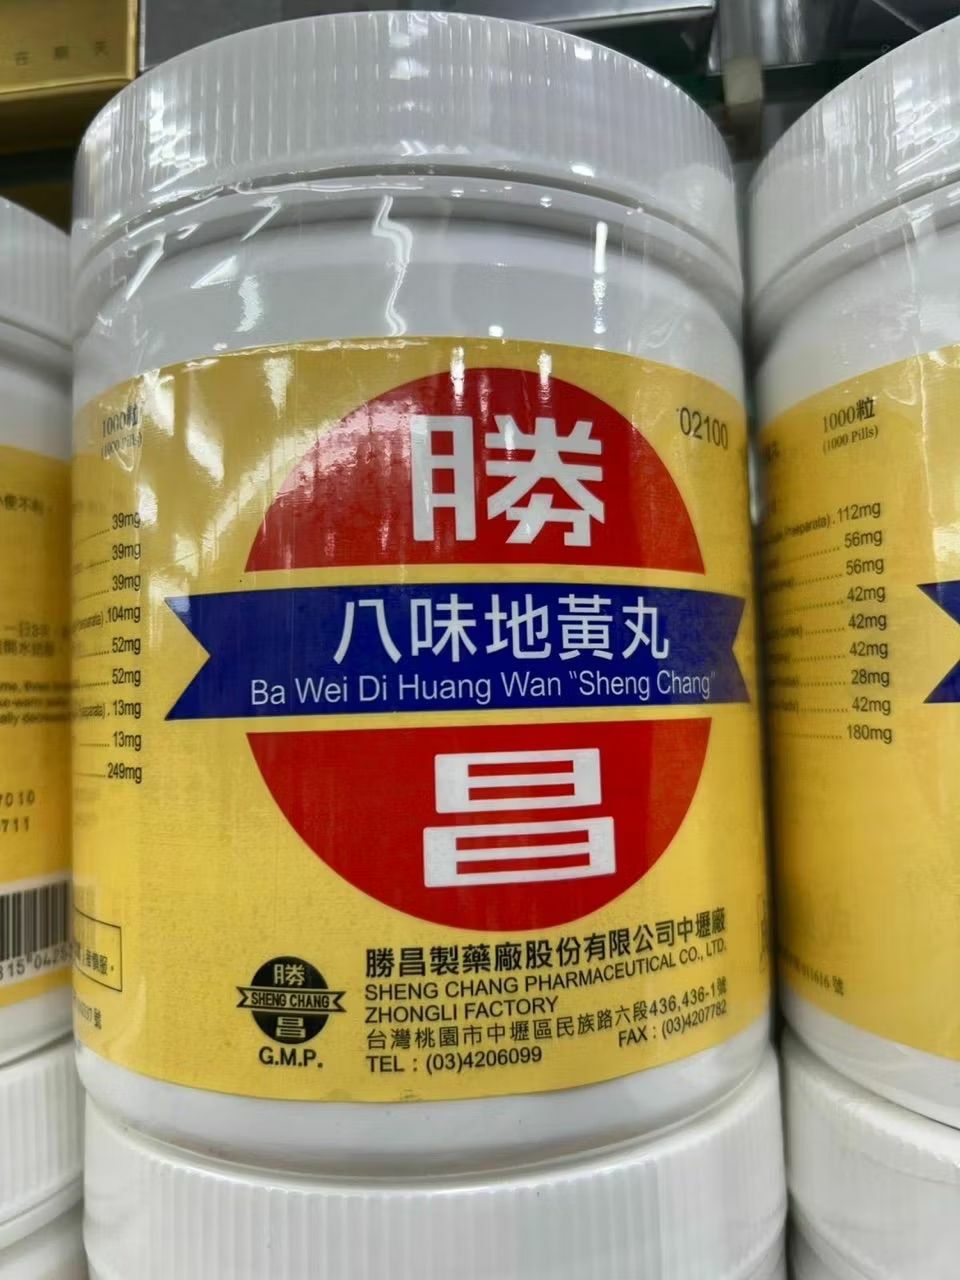 1000粒
(1000 Pills)
02100
39mg
39mg
39mg
104mg
52mg
52mg
13mg
13mg
249mg
勝
八味地黃丸
Ba Wei Di Huang Wan "Sheng Chang"
昌
勝
SHENG CHANG
昌
G.M.P.
勝昌製藥廠股份有限公司中壢廠
SHENG CHANG PHARMACEUTICAL CO., LTD.
ZHONGLI FACTORY
台灣桃園市中壢區民族路六段436,436-1號
TEL : (03)4206099
FAX : (03)4207782
1000粒
(1000 Pills)
112mg
56mg
56mg
42mg
42mg
42mg
28mg
42mg
180mg